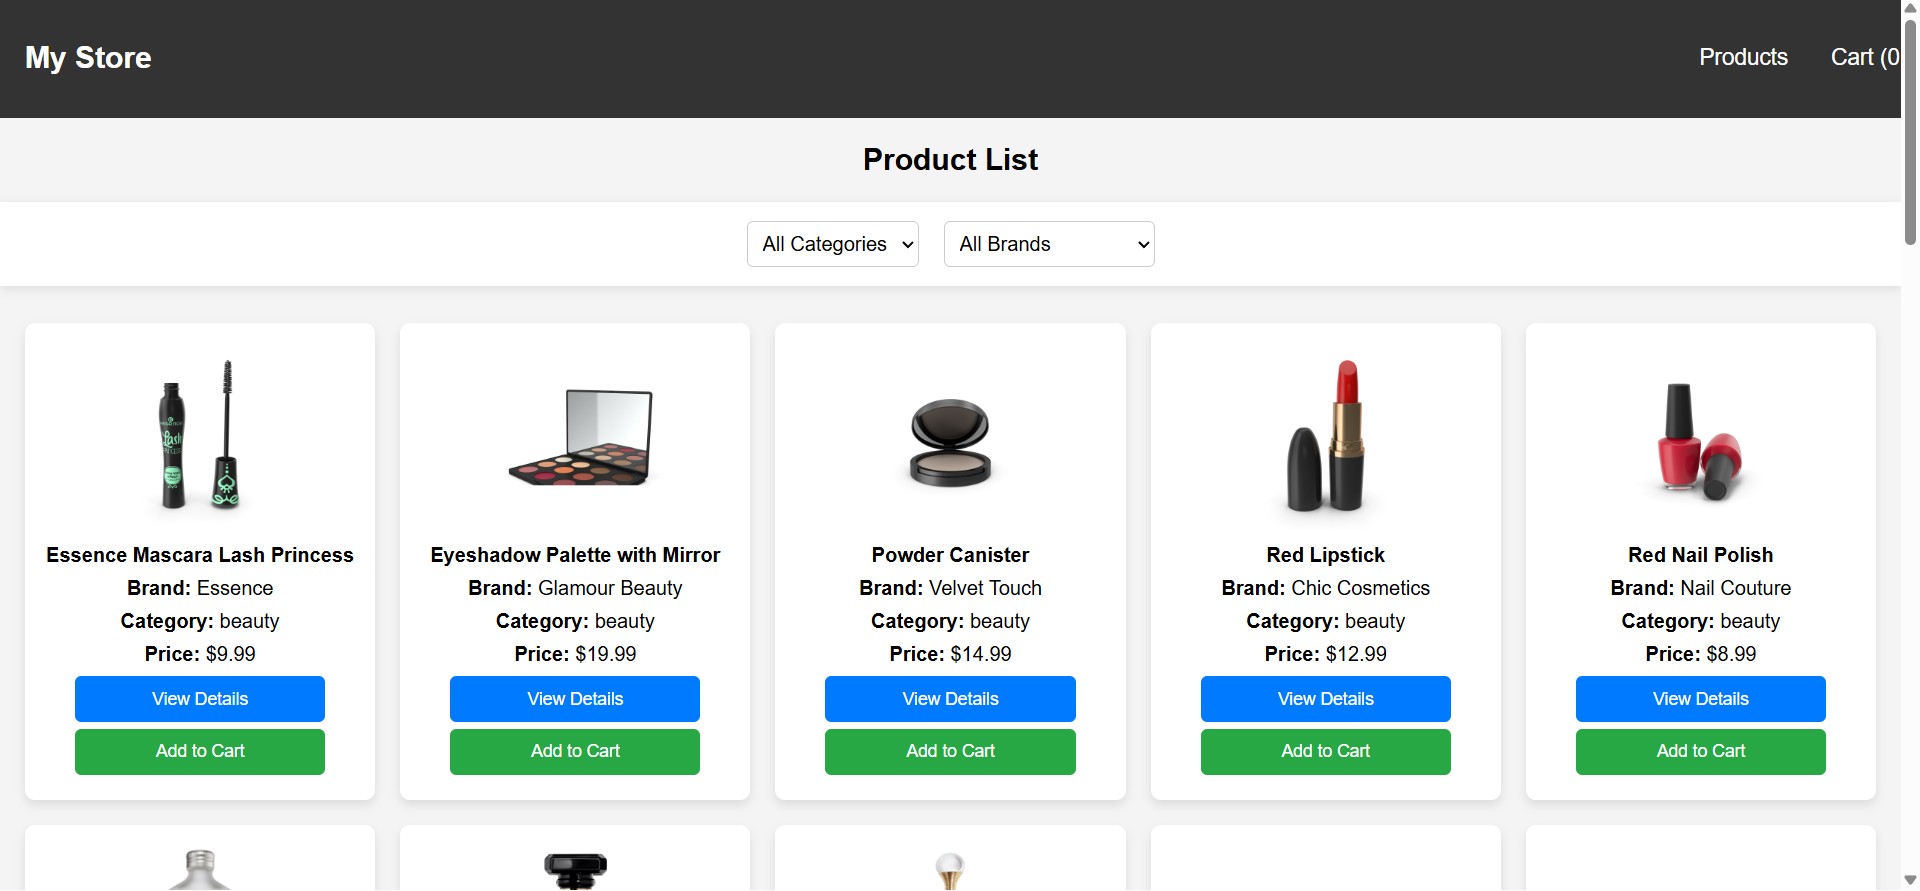 My Store
Products
Cart (0
Product List
All Categories
All Brands
Essence Mascara Lash Princess
Brand: Essence
Category: beauty
Price: $9.99
View Details
Add to Cart
Eyeshadow Palette with Mirror
Brand: Glamour Beauty
Category: beauty
Price: $19.99
View Details
Add to Cart
Powder Canister
Brand: Velvet Touch
Category: beauty
Price: $14.99
View Details
Add to Cart
Red Lipstick
Brand: Chic Cosmetics
Category: beauty
Price: $12.99
View Details
Add to Cart
Red Nail Polish
Brand: Nail Couture
Category: beauty
Price: $8.99
View Details
Add to Cart